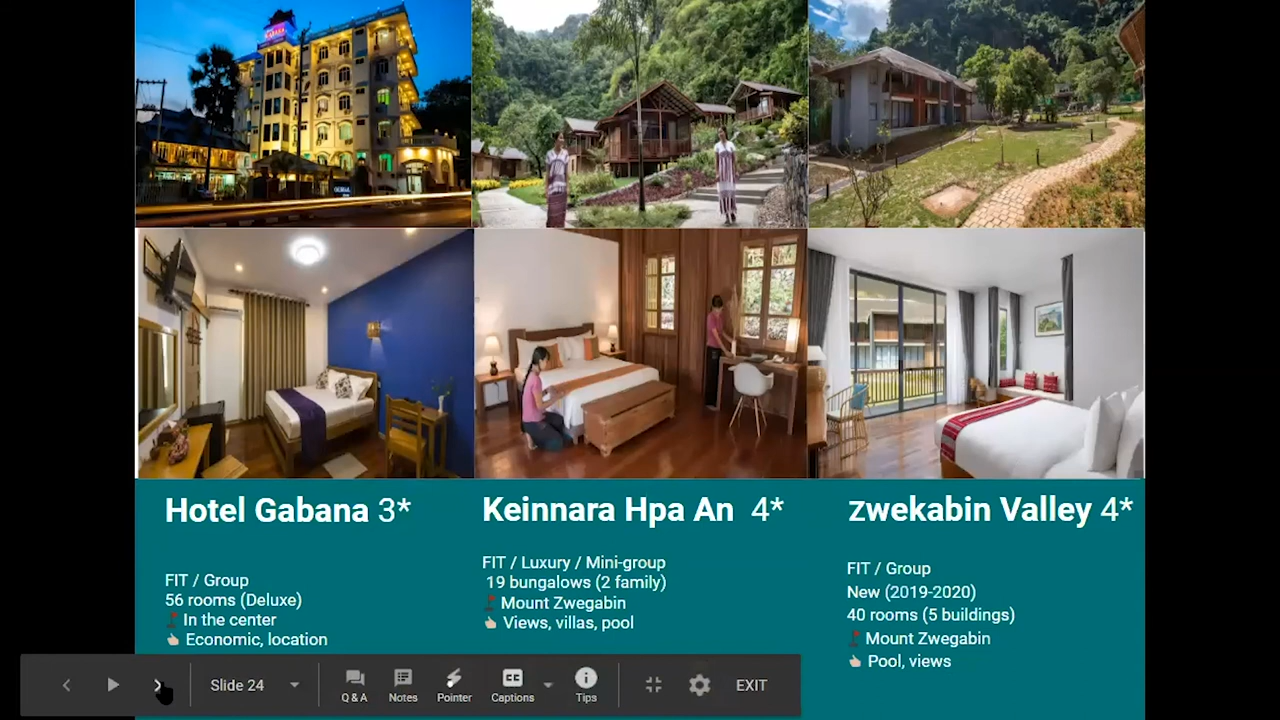 Hotel Gabana 3*
FIT / Group
56 rooms (Deluxe)
In the center
Economic, location
Keinnara Hpa An 4*
FIT / Luxury / Mini-group
19 bungalows (2 family)
Mount Zwegabin
Views, villas, pool
Zwekabin Valley 4*
FIT / Group
New (2019-2020)
40 rooms (5 buildings)
Mount Zwegabin
Pool, views
Slide 24
Q & A
Notes
Pointer
CC
Captions
Tips
EXIT